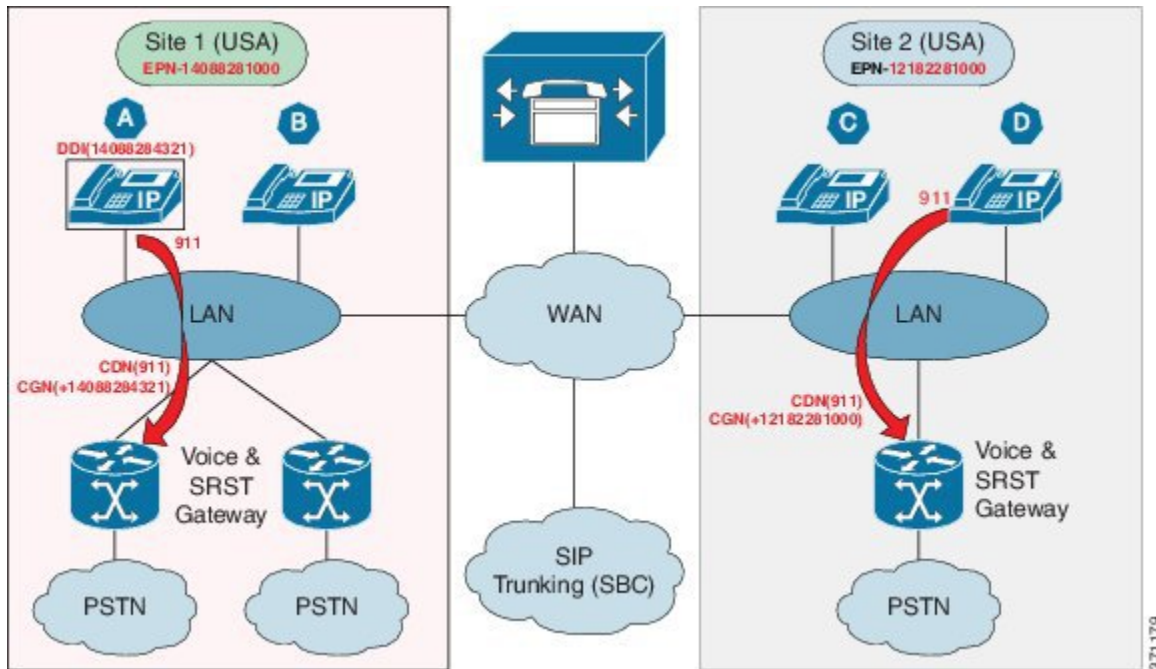 Site 1 (USA)
EPN-14088281000
A
B
DDI(14088284321)
IP
IP
911
LAN
CDN(911)
CGN(+14088284321)
Voice &
SRST
Gateway
PSTN
PSTN
WAN
SIP
Trunking (SBC)
Site 2 (USA)
EPN-12182281000
C
D
IP
IP
911
LAN
CDN(911)
CGN(+12182281000)
Voice &
SRST
Gateway
PSTN
371179